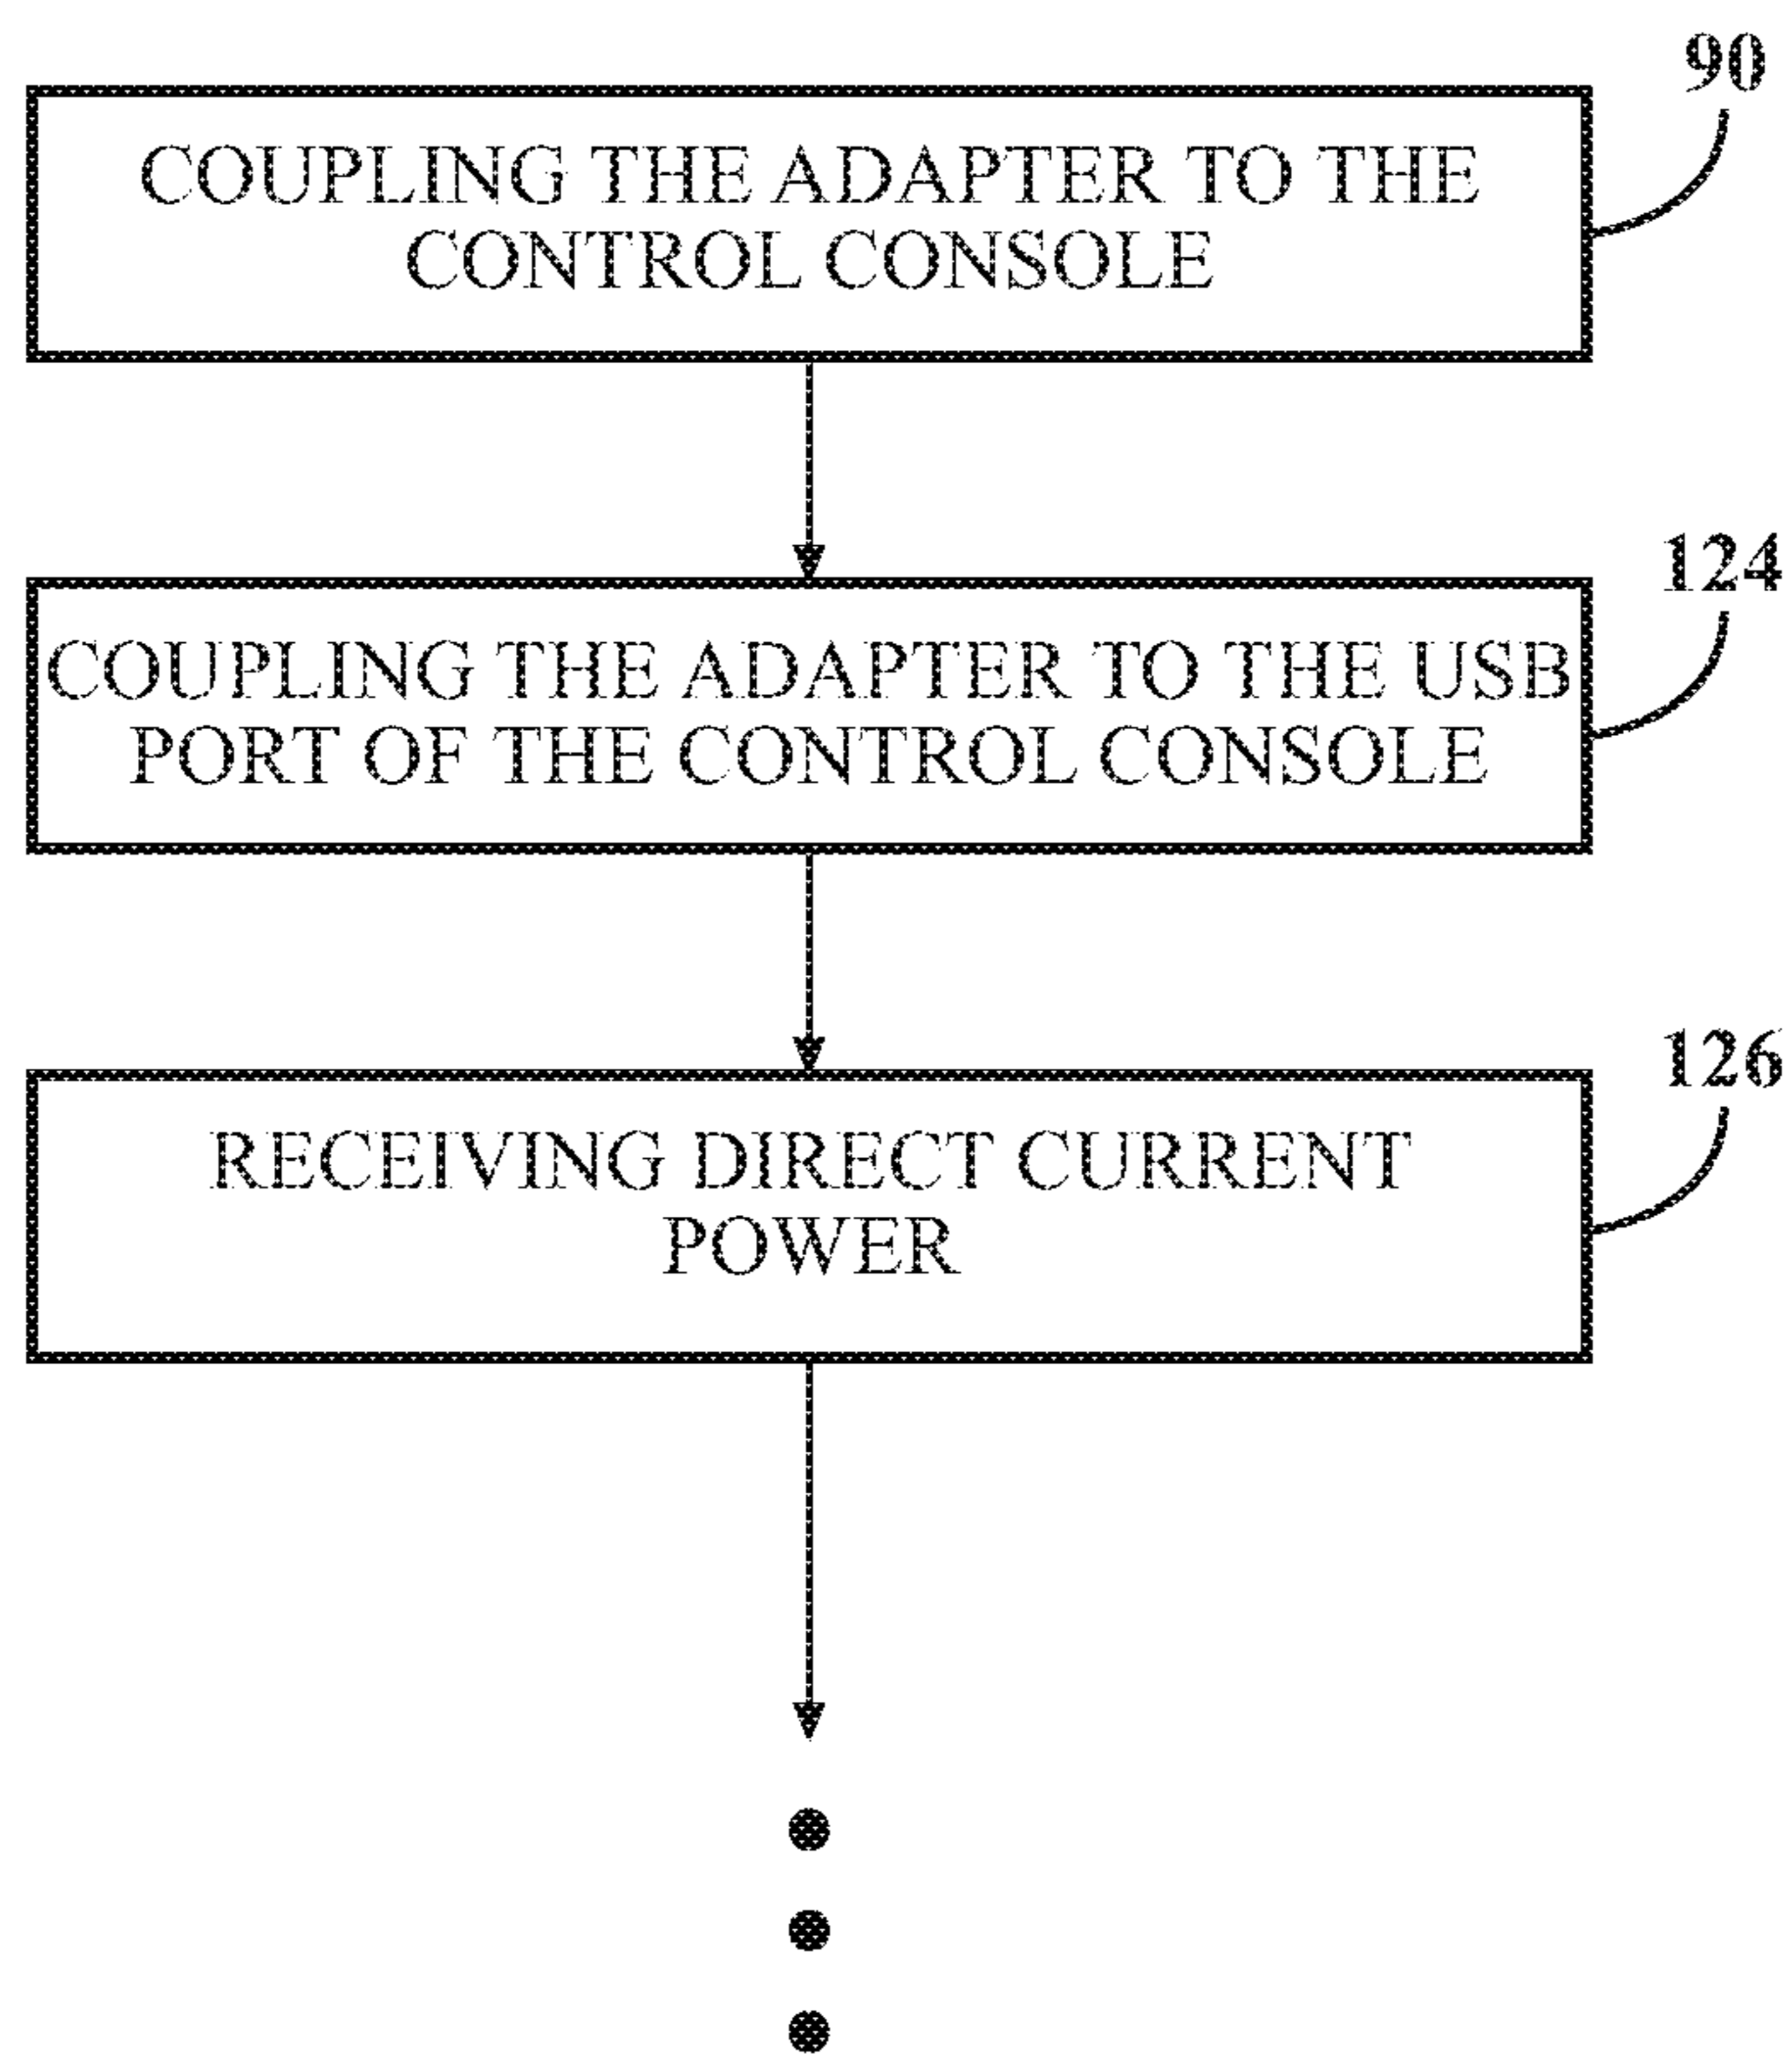 90
COUPLING THE ADAPTER TO THE
CONTROL CONSOLE
124
COUPLING THE ADAPTER TO THE USB
PORT OF THE CONTROL CONSOLE
126
RECEIVING DIRECT CURRENT
POWER